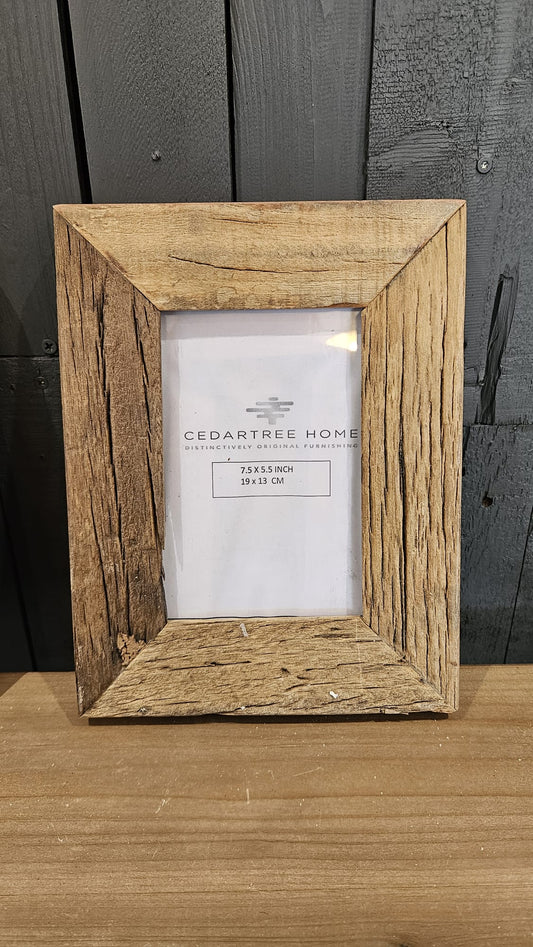 CEDARTREE HOME
DISTINCTIVELY ORIGINAL FURNISHING
7.5 X 5.5 INCH
19 x 13 CM